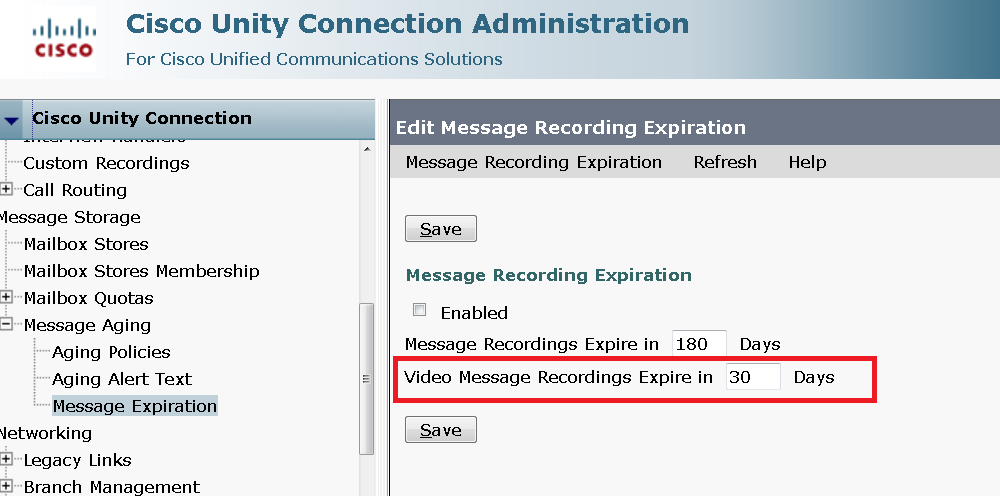 CISCO
Cisco Unity Connection Administration
For Cisco Unified Communications Solutions
Cisco Unity Connection
Custom Recordings
Call Routing
Message Storage
Mailbox Stores
Mailbox Stores Membership
Mailbox Quotas
Message Aging
Aging Policies
Aging Alert Text
Message Expiration
Networking
Legacy Links
Branch Management
Edit Message Recording Expiration
Message Recording Expiration Refresh Help
Save
Message Recording Expiration
Enabled
Message Recordings Expire in 180 Days
Video Message Recordings Expire in 30 Days
Save